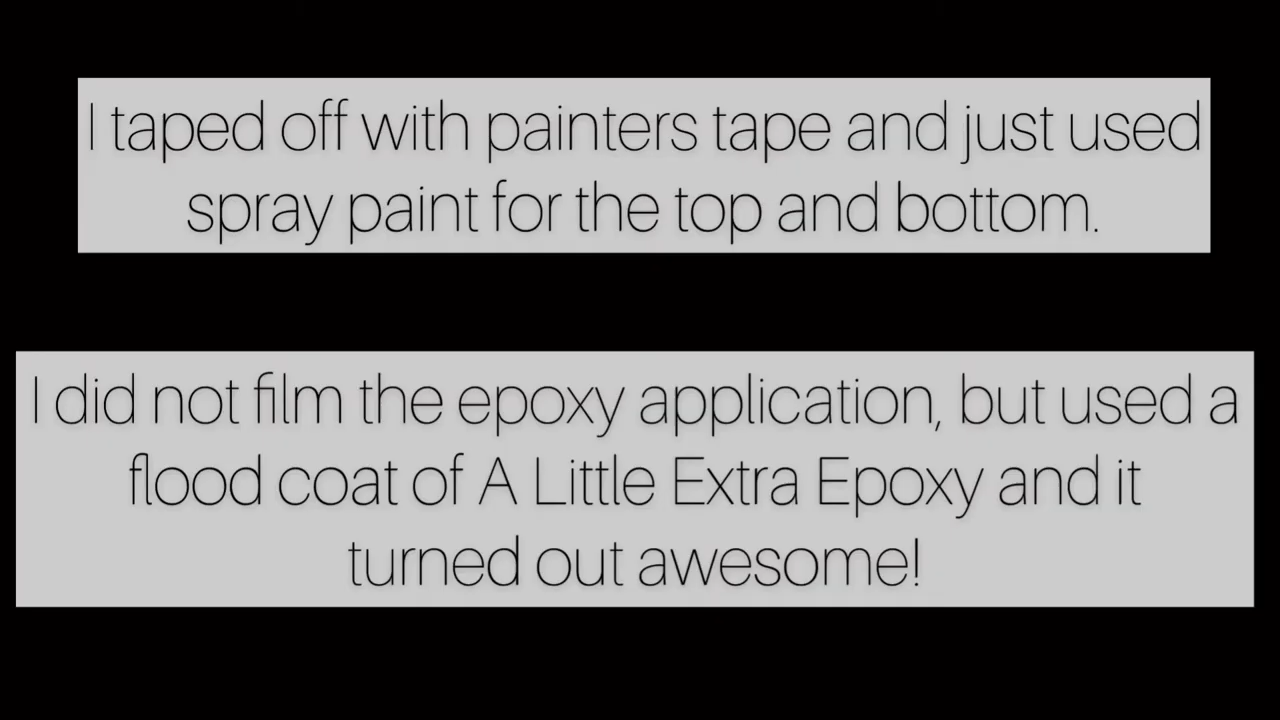 I taped off with painters tape and just used
spray paint for the top and bottom.
I did not film the epoxy application, but used a
flood coat of A Little Extra Epoxy and it
turned out awesome!